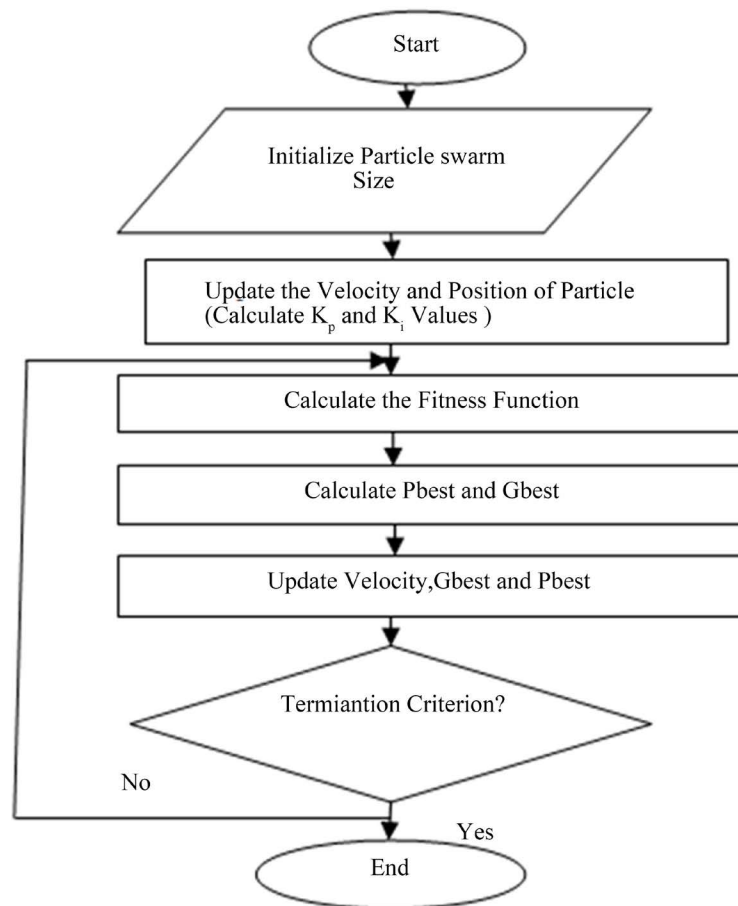 Start
Initialize Particle swarm
Size
Update the Velocity and Position of Particle
(Calculate Kp and Ki Values )
Calculate the Fitness Function
Calculate Pbest and Gbest
Update Velocity,Gbest and Pbest
Termiantion Criterion?
No
Yes
End